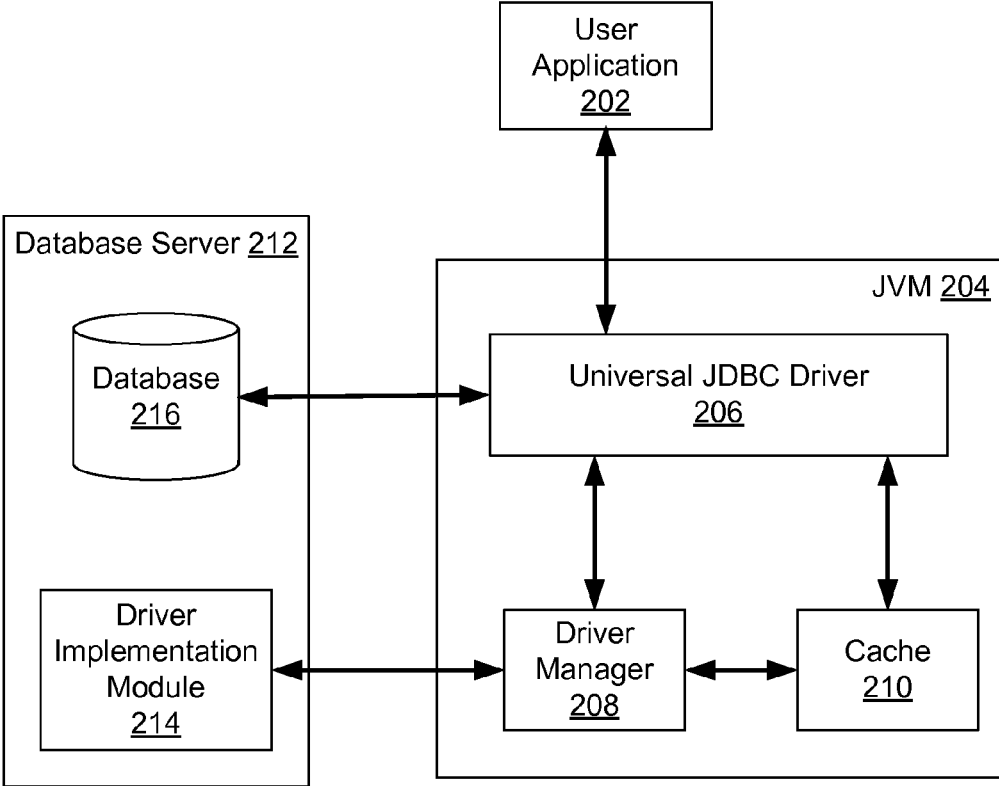 User
Application
202
Database Server 212
JVM 204
Database
216
Universal JDBC Driver
206
Driver
Implementation
Module
214
Driver
Manager
208
Cache
210